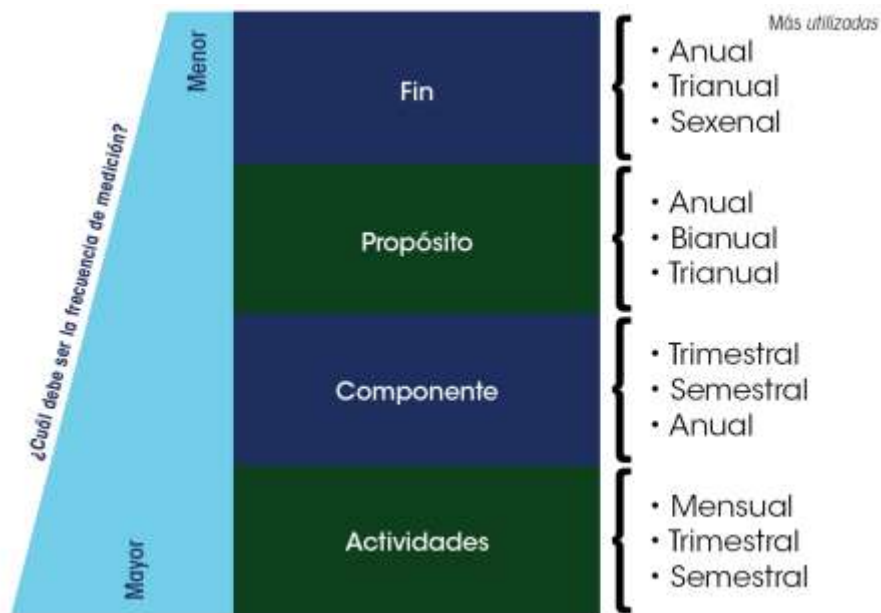 Más utilizadas
¿Cuál debe ser la frecuencia de medición?
Menor
Fin
• Anual
• Trianual
• Sexenal
Propósito
• Anual
• Bianual
• Trianual
Componente
• Trimestral
• Semestral
• Anual
Mayor
Actividades
• Mensual
• Trimestral
• Semestral